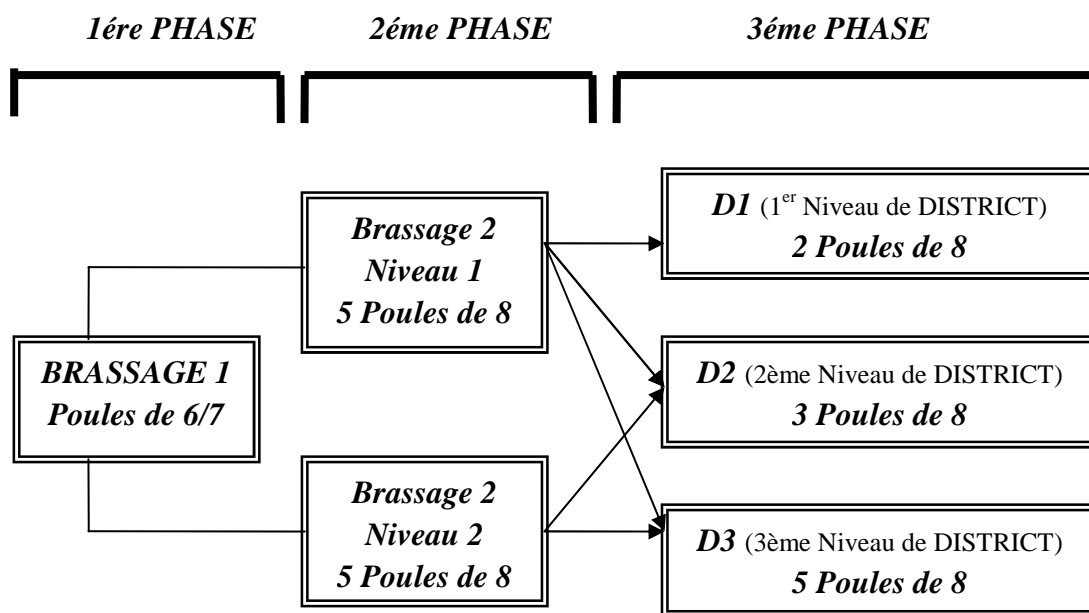 1ére PHASE 2éme PHASE 3éme PHASE
BRASSAGE 1
Poules de 6/7
Brassage 2
Niveau 1
5 Poules de 8
Brassage 2
Niveau 2
5 Poules de 8
D1 (1er Niveau de DISTRICT)
2 Poules de 8
D2 (2ème Niveau de DISTRICT)
3 Poules de 8
D3 (3ème Niveau de DISTRICT)
5 Poules de 8